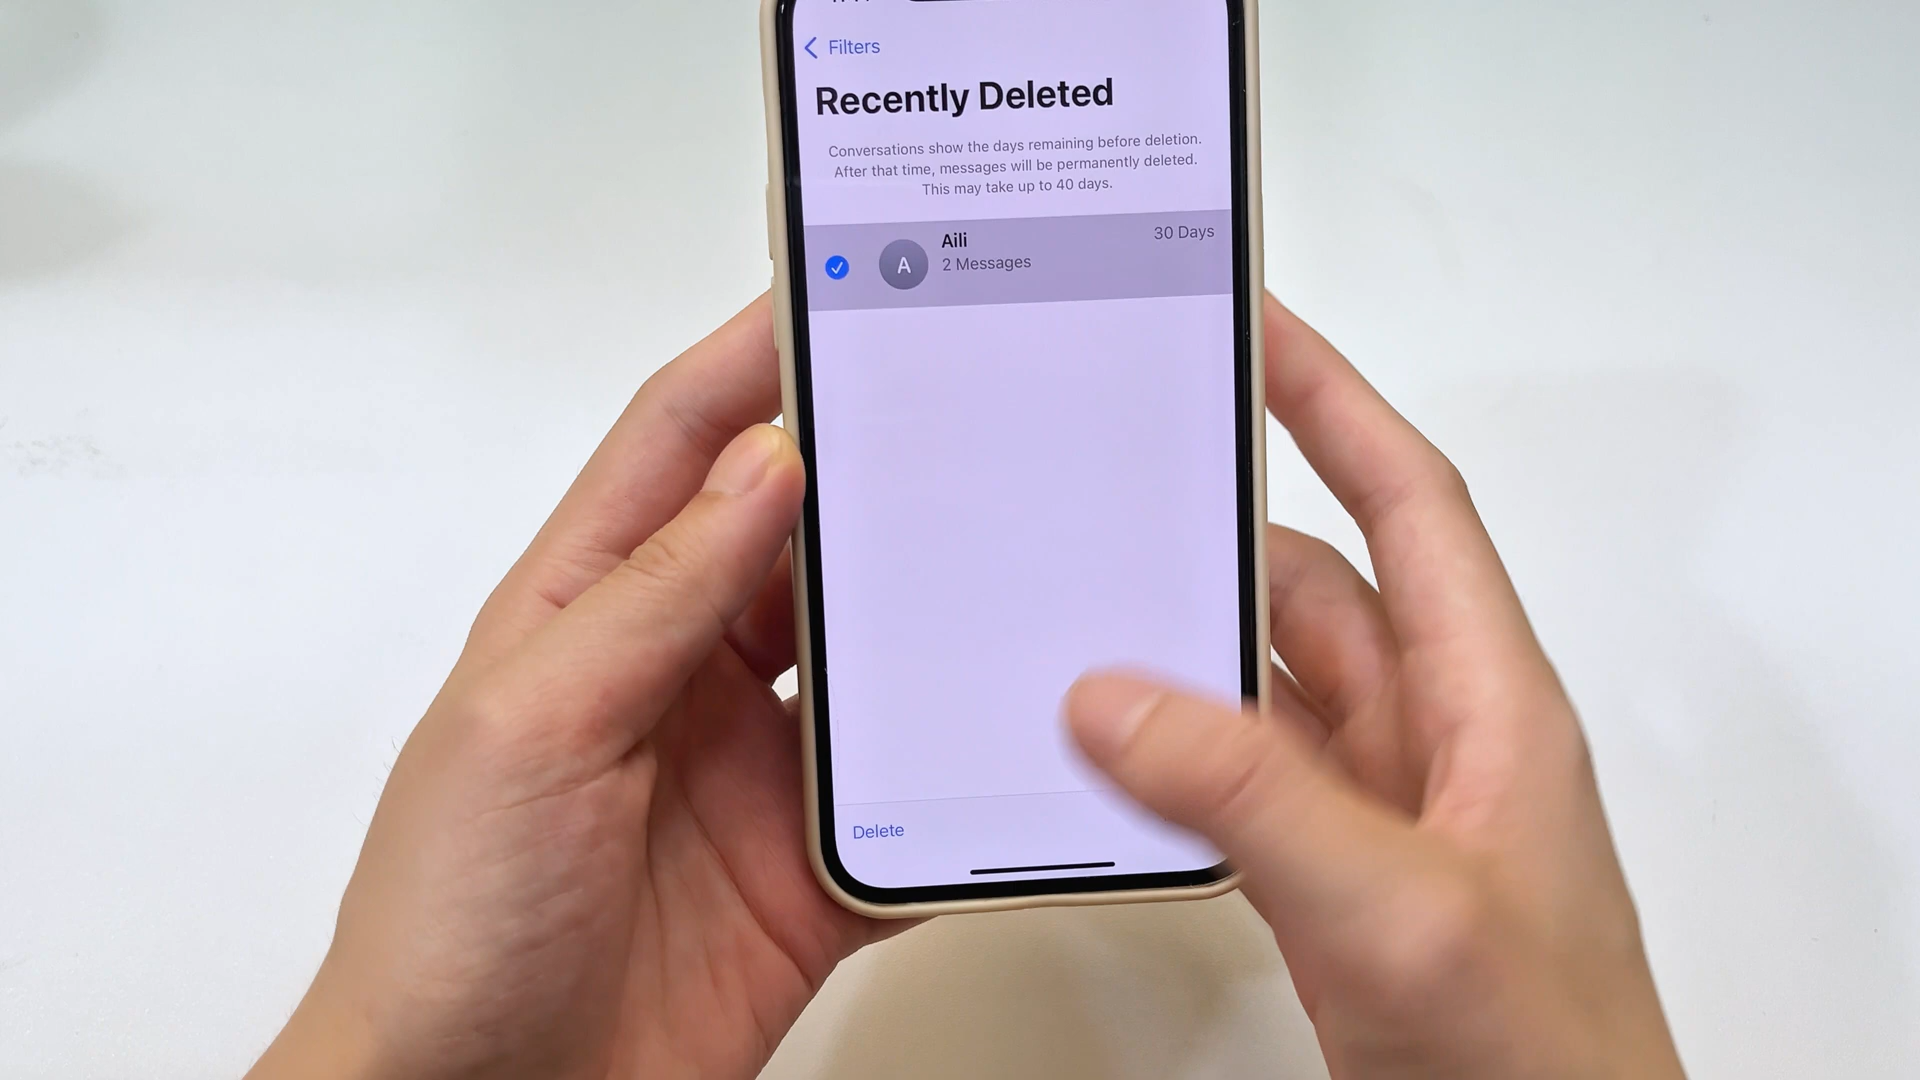 Filters
Recently Deleted
Conversations show the days remaining before deletion.
After that time, messages will be permanently deleted.
This may take up to 40 days.
A
Aili
30 Days
2 Messages
Delete